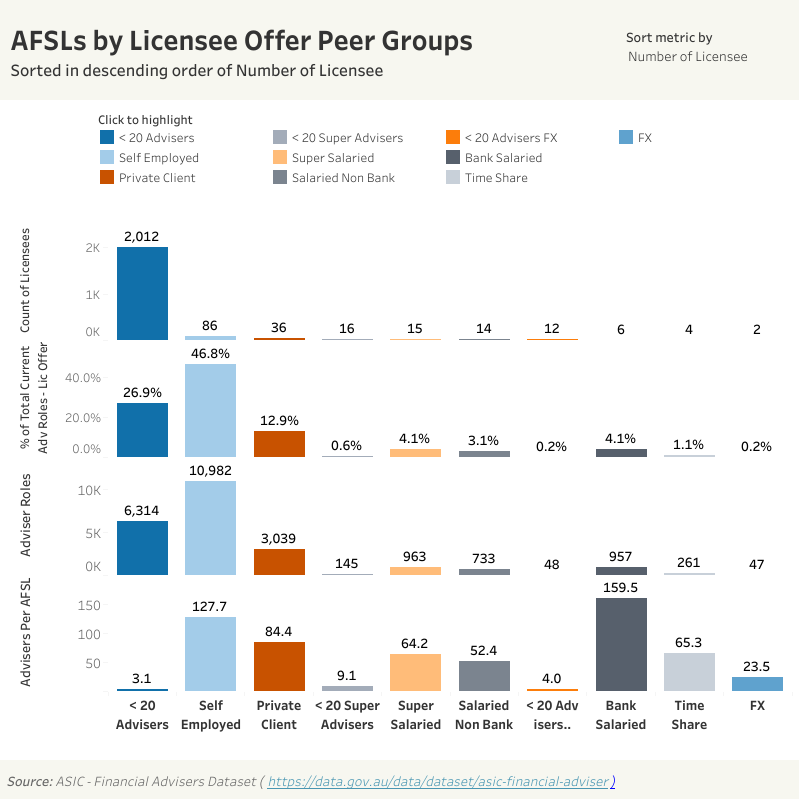 AFSLs by Licensee Offer Peer Groups
Sorted in descending order of Number of Licensee
Sort metric by
Number of Licensee
Click to highlight
< 20 Advisers
< 20 Super Advisers
< 20 Advisers FX
FX
Self Employed
Super Salaried
Bank Salaried
Private Client
Salaried Non Bank
Time Share
Count of Licensees
2K
1K
0K
2,012
86
36
16
15
14
12
6
4
2
% of Total Current
Adv Roles - Lic Offer
40.0%
20.0%
0.0%
26.9%
46.8%
12.9%
0.6%
4.1%
3.1%
0.2%
4.1%
1.1%
0.2%
Adviser Roles
10K
5K
0K
6,314
10,982
3,039
145
963
733
48
957
261
47
Advisers Per AFSL
150
100
50
3.1
127.7
84.4
9.1
64.2
52.4
4.0
159.5
65.3
23.5
< 20
Advisers
Self
Employed
Private
Client
< 20 Super
Advisers
Super
Salaried
Salaried
Non Bank
< 20 Adv
isers..
Bank
Salaried
Time
Share
FX
Source: ASIC - Financial Advisers Dataset ( https://data.gov.au/data/dataset/asic-financial-adviser )